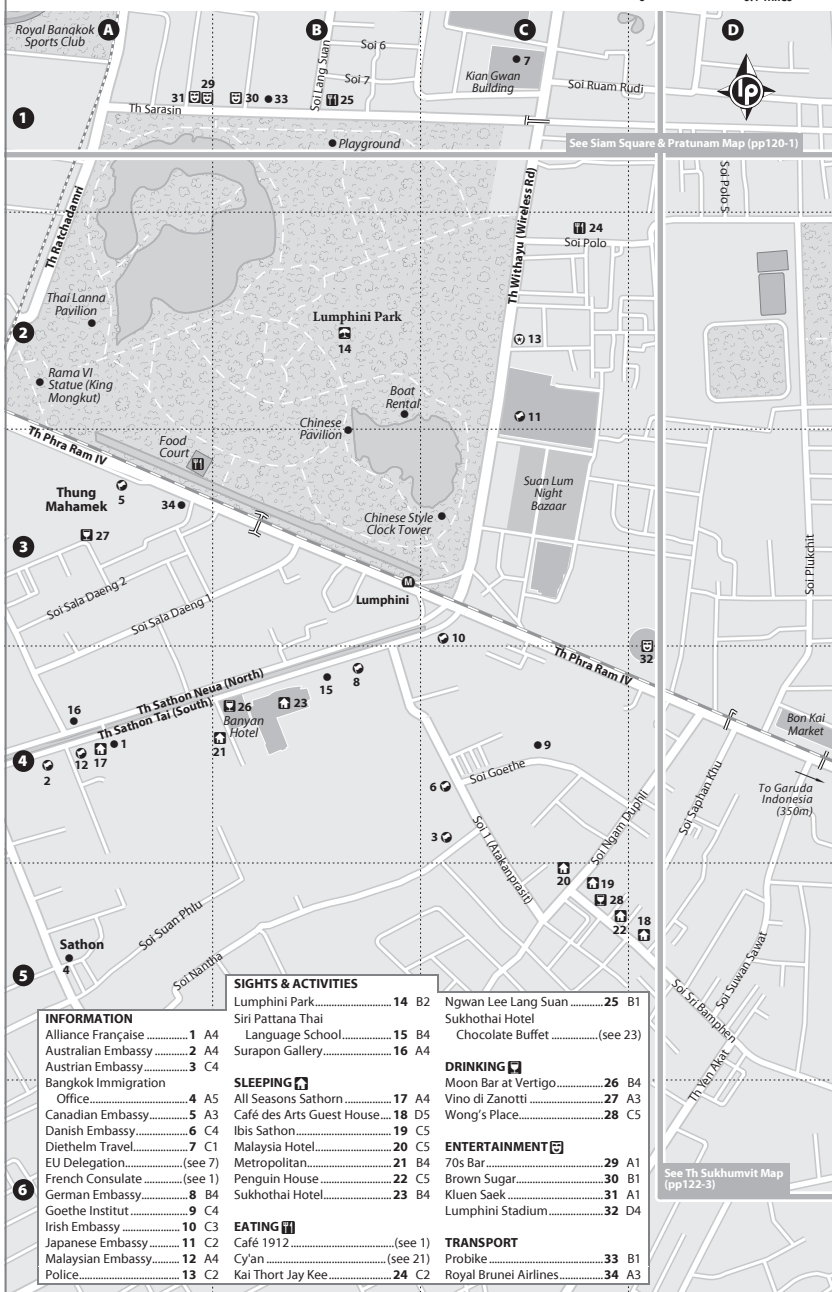 0.1 miles
Royal Bangkok
Sports Club
A
B
C
D
Soi 6
Soi 7
Soi Lang Suan
7
Kian Gwan
Building
Soi Ruam Rudi
lp
29
31
30
33
25
Th Sarasin
1
Playground
See Siam Square & Pratunam Map (pp120-1)
Soi Polo 5
Th Ratchadamri
Th Withayu (Wireless Rd)
24
Soi Polo
Thai Lanna
Pavilion
Lumphini Park
14
2
13
Rama VI
Statue (King
Mongkut)
Boat
Rental
Chinese
Pavilion
11
Th Phra Ram IV
Food
Court
Thung
Mahamek
5
34
Suan Lum
Night
Bazaar
27
3
Chinese Style
Clock Tower
Soi Plukchit
M
Lumphini
Soi Sala Daeng 2
Soi Sala Daeng 1
10
32
Th Phra Ram IV
Th Sathon Neua (North)
Th Sathon Tai (South)
15
8
16
26
Banyan
Hotel
23
Bon Kai
Market
4
1
12
17
2
21
9
Soi Goethe
6
To Garuda
Indonesia
(350m)
Soi Saphan Khu
Soi Ngam Duphli
3
Soi 1 (Atakanprasit)
20
19
28
22
18
Soi Suan Phlu
Sathon
4
Soi Nantha
5
Soi Suwan Sawat
Soi Sri Bamphen
Th Yen Akat
See Th Sukhumvit Map
(pp122-3)
6
INFORMATION
Alliance Française 1 A4
Australian Embassy 2 A4
Austrian Embassy 3 C4
Bangkok Immigration
Office 4 A5
Canadian Embassy 5 A3
Danish Embassy 6 C4
Diethelm Travel 7 C1
EU Delegation (see 7)
French Consulate (see 1)
German Embassy 8 B4
Goethe Institut 9 C4
Irish Embassy 10 C3
Japanese Embassy 11 C2
Malaysian Embassy 12 A4
Police 13 C2
SIGHTS & ACTIVITIES
Lumphini Park 14 B2
Siri Pattana Thai
Language School 15 B4
Surapon Gallery 16 A4
SLEEPING
All Seasons Sathorn 17 A4
Café des Arts Guest House 18 D5
Ibis Sathon 19 C5
Malaysia Hotel 20 C5
Metropolitan 21 B4
Penguin House 22 C5
Sukhothai Hotel 23 B4
EATING
Café 1912 (see 1)
Cy'an (see 21)
Kai Thort Jay Kee 24 C2
Ngwan Lee Lang Suan 25 B1
Sukhothai Hotel
Chocolate Buffet (see 23)
DRINKING
Moon Bar at Vertigo 26 B4
Vino di Zanotti 27 A3
Wong's Place 28 C5
ENTERTAINMENT
70s Bar 29 A1
Brown Sugar 30 B1
Kluen Saek 31 A1
Lumphini Stadium 32 D4
TRANSPORT
Probike 33 B1
Royal Brunei Airlines 34 A3